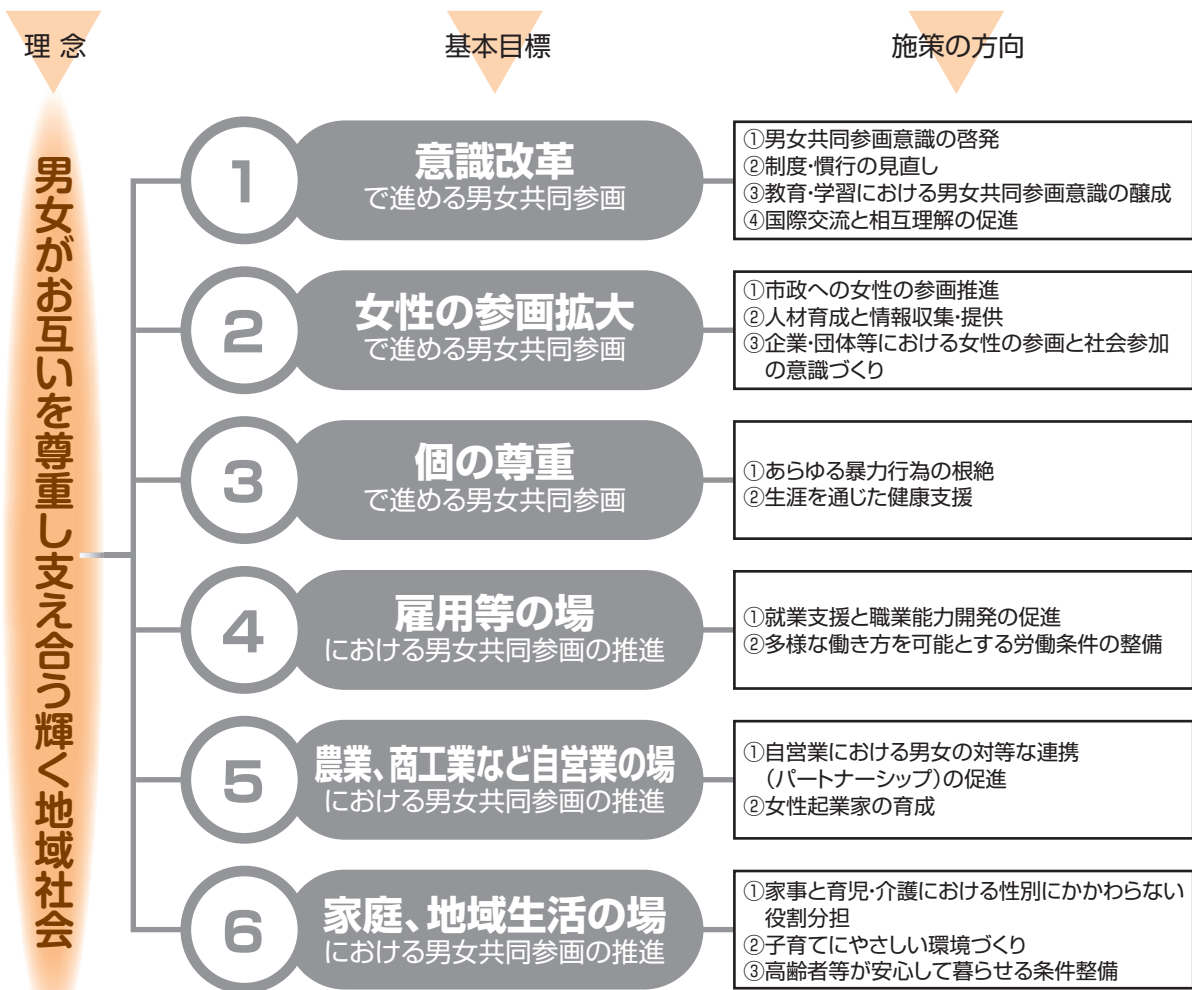 理念
基本目標
施策の方向
男女がお互いを尊重し支え合う輝く地域社会
1
意識改革
で進める男女共同参画
①男女共同参画意識の啓発
②制度・慣行の見直し
③教育・学習における男女共同参画意識の醸成
④国際交流と相互理解の促進
2
女性の参画拡大
で進める男女共同参画
①市政への女性の参画推進
②人材育成と情報収集・提供
③企業・団体等における女性の参画と社会参加
の意識づくり
3
個の尊重
で進める男女共同参画
①あらゆる暴力行為の根絶
②生涯を通じた健康支援
4
雇用等の場
における男女共同参画の推進
①就業支援と職業能力開発の促進
②多様な働き方を可能とする労働条件の整備
5
農業、商工業など自営業の場
における男女共同参画の推進
①自営業における男女の対等な連携
(パートナーシップ)の促進
②女性起業家の育成
6
家庭、地域生活の場
における男女共同参画の推進
①家事と育児・介護における性別にかかわらない
役割分担
②子育てにやさしい環境づくり
③高齢者等が安心して暮らせる条件整備